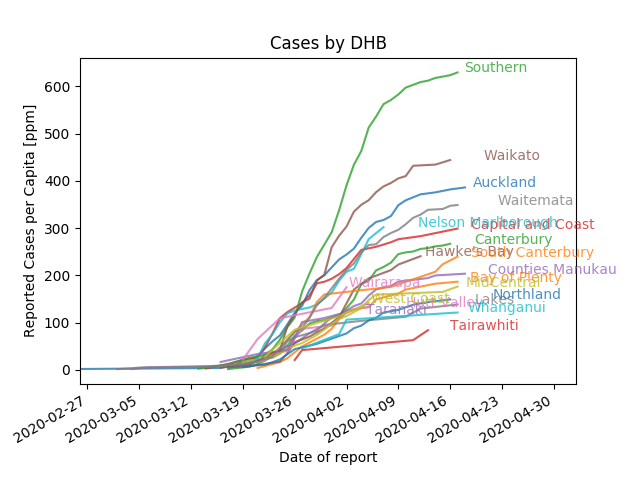 Cases by DHB
Reported Cases per Capita [ppm]
600
500
400
300
200
100
0
Southern
Waikato
Auckland
Waitemata
Nelson Marlborough
Capital and Coast
Canterbury
Hawke's Bay
South Canterbury
Counties Manukau
Bay of Plenty
Wairarapa
MidCentral
Northland
West Coast
Lakes
Taranaki
Whanganui
Tairawhiti
2020-02-27
2020-03-05
2020-03-12
2020-03-19
2020-03-26
2020-04-02
2020-04-09
2020-04-16
2020-04-23
2020-04-30
Date of report